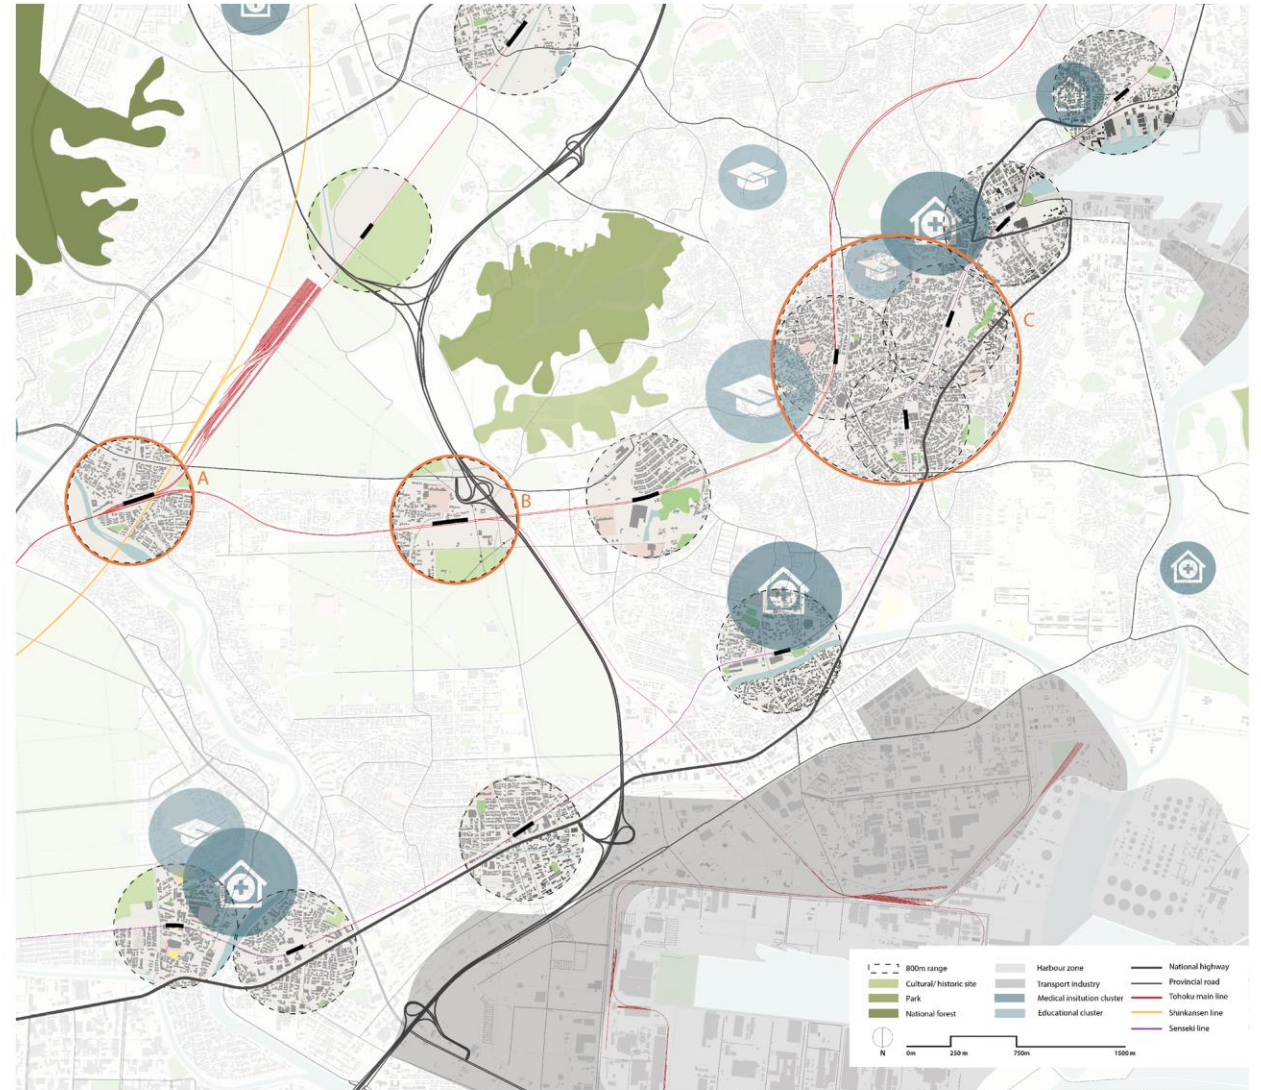 A
B
C
800m range
Cultural/ historic site
Park
National forest
Harbour zone
Transport industry
Medical insitution cluster
Educational cluster
National highway
Provincial road
Tohoku main line
Shinkansen line
Senseki line
N
0m 250 m 750m 1500 m